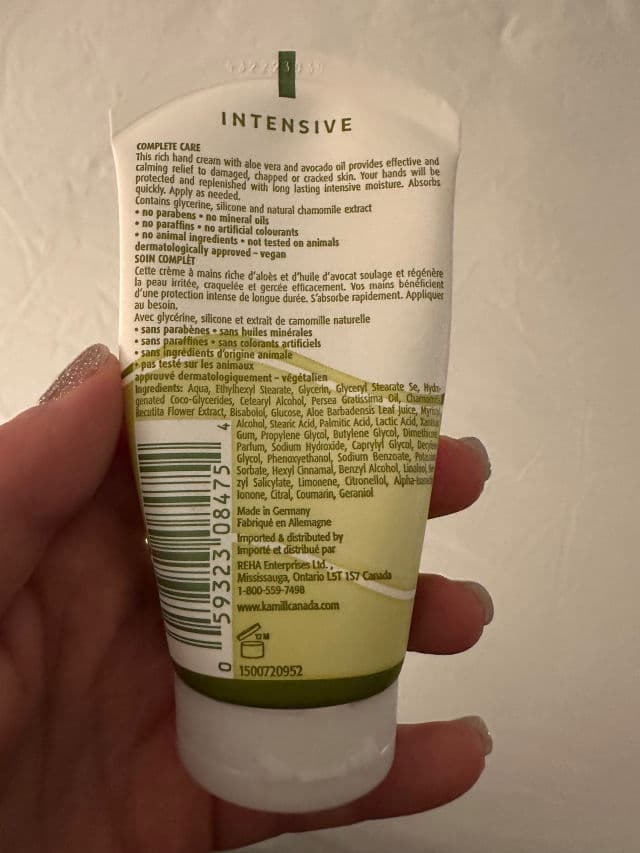 INTENSIVE
COMPLETE CARE
This rich hand cream with aloe vera and avocado oil provides effective and
calming relief to damaged, chapped or cracked skin. Your hands will be
protected and replenished with long lasting intensive moisture. Absorbs
quickly. Apply as needed.
Contains glycerine, silicone and natural chamomile extract
• no parabens • no mineral oils
• no paraffins • no artificial colourants
• no animal ingredients • not tested on animals
dermatologically approved – vegan
SOIN COMPLÈT
Cette crème à mains riche d'aloès et d'huile d'avocat soulage et régénère
la peau irritée, craquelée et gercée efficacement. Vos mains bénéficient
d'une protection intense de longue durée. S'absorbe rapidement. Appliquer
au besoin.
Avec glycérine, silicone et extrait de camomille naturelle
• sans parabènes • sans huiles minérales
• sans paraffines • sans colorants artificiels
• sans ingrédients d'origine animale
• pas testé sur les animaux
approuvé dermatologiquement – végétalien
Ingredients: Aqua, Ethylhexyl Stearate, Glycerin, Glyceryl Stearate Se, Hydro-
genated Coco-Glycerides, Cetearyl Alcohol, Persea Gratissima Oil,
Recutita Flower Extract, Bisabolol, Glucose, Aloe Barbadensis Leaf Juice,
Alcohol, Stearic Acid, Palmitic Acid, Lactic Acid,
Gum, Propylene Glycol, Butylene Glycol,
Parfum, Sodium Hydroxide, Caprylyl Glycol,
Glycol, Phenoxyethanol, Sodium Benzoate,
Sorbate, Hexyl Cinnamal, Benzyl Alcohol, Linalool,
zyl Salicylate, Limonene, Citronellol,
Ionone, Citral, Coumarin, Geraniol
Made in Germany
Fabriqué en Allemagne
Imported & distributed by
Importé et distribué par
REHA Enterprises Ltd.,
Mississauga, Ontario L5T 1S7 Canada
1-800-559-7498
www.kamillcanada.com
12 M
1500720952
0 59323 08475 4